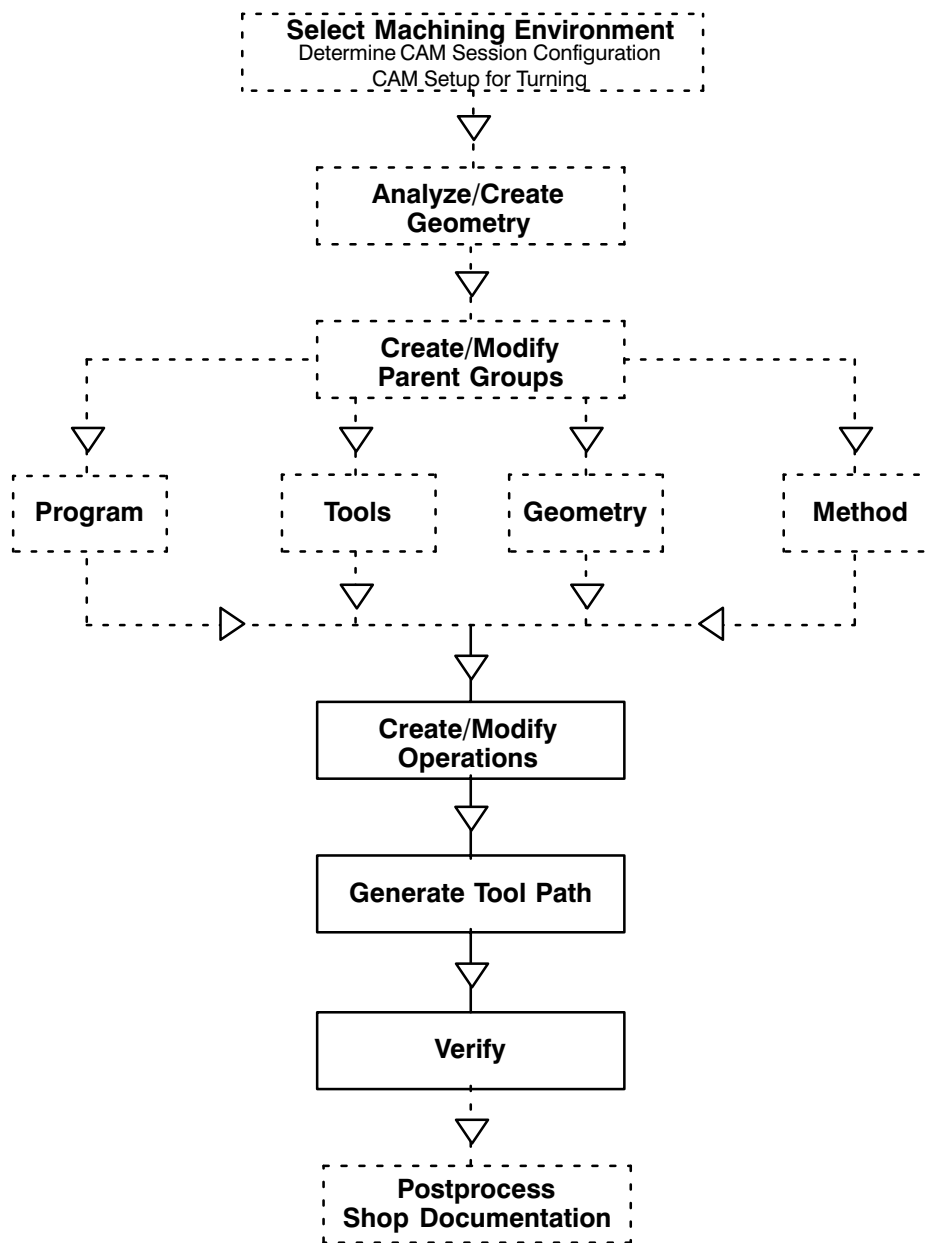 Select Machining Environment
Determine CAM Session Configuration
CAM Setup for Turning
Analyze/Create
Geometry
Create/Modify
Parent Groups
Program
Tools
Geometry
Method
Create/Modify
Operations
Generate Tool Path
Verify
Postprocess
Shop Documentation